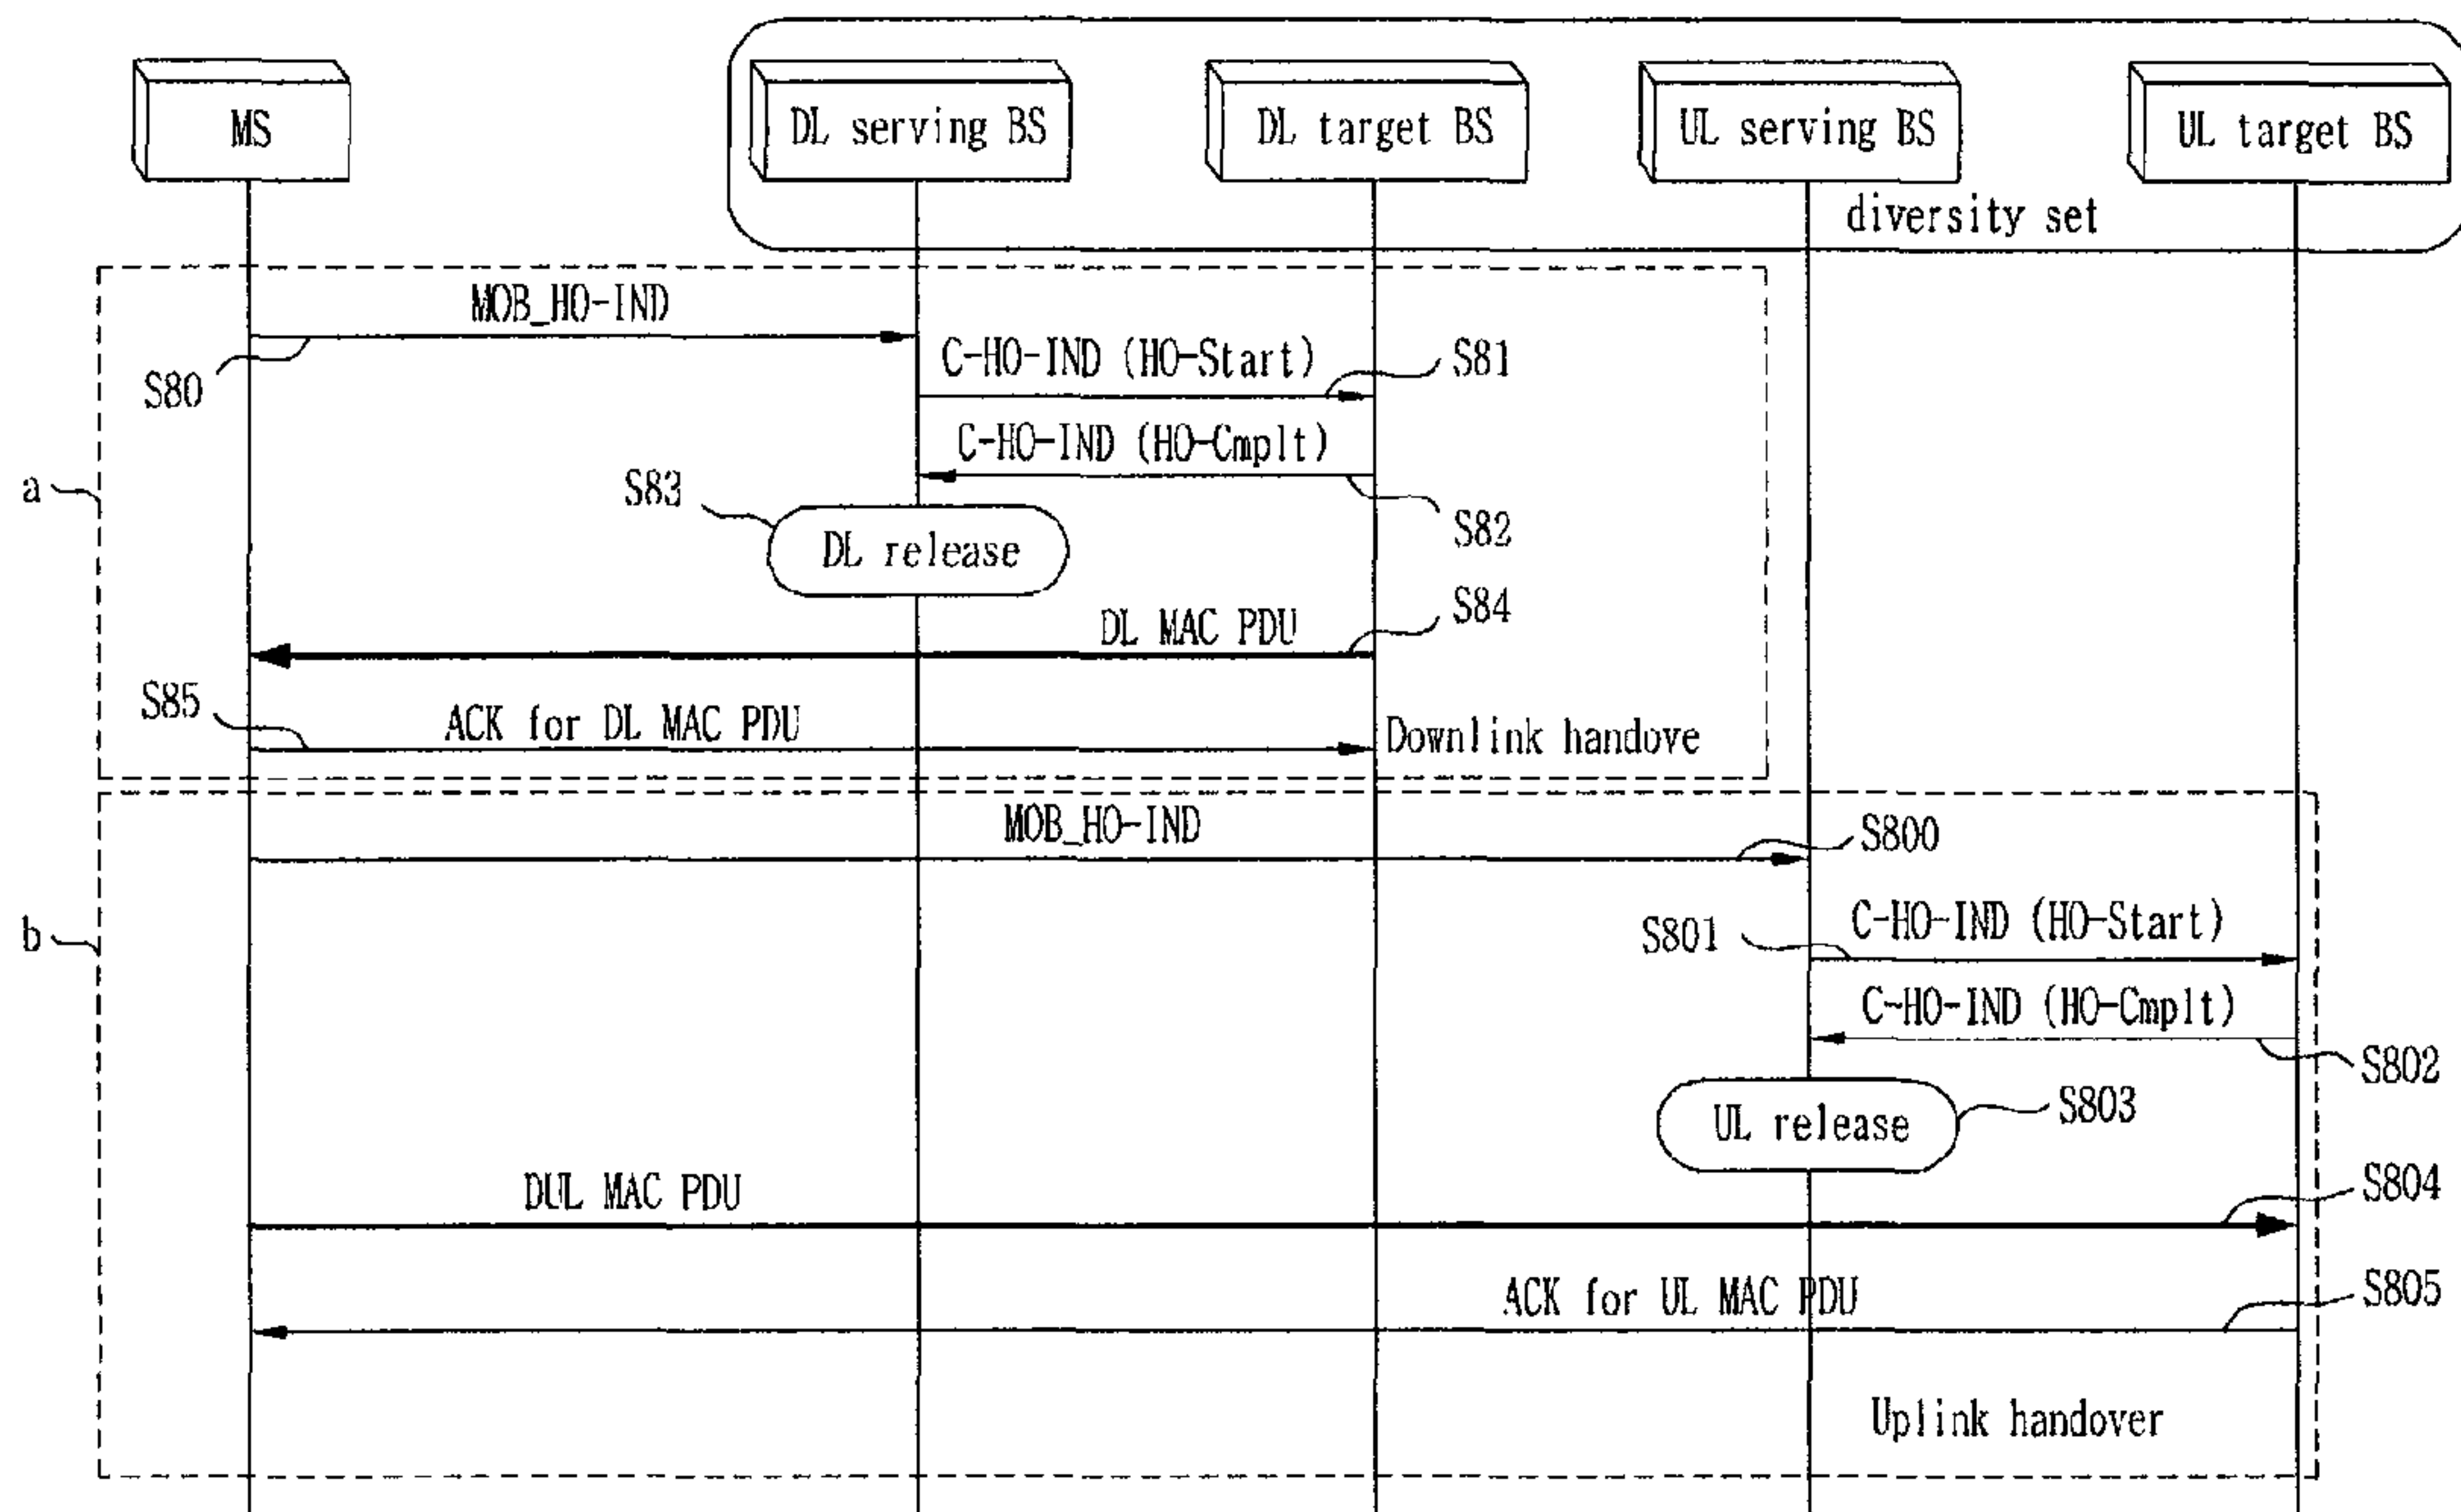 MS
DL serving BS
DL target BS
UL serving BS
UL target BS
diversity set
MOB_HO-IND
S80
C-HO-IND (HO-Start)
S81
C-HO-IND (HO-Cmplt)
a
S83
S82
DL release
S84
DL MAC PDU
S85
ACK for DL MAC PDU
Downlink handove
MOB_HO-IND
S800
b
S801
C-HO-IND (HO-Start)
C-HO-IND (HO-Cmplt)
S802
UL release
S803
DUL MAC PDU
S804
ACK for UL MAC PDU
S805
Uplink handover